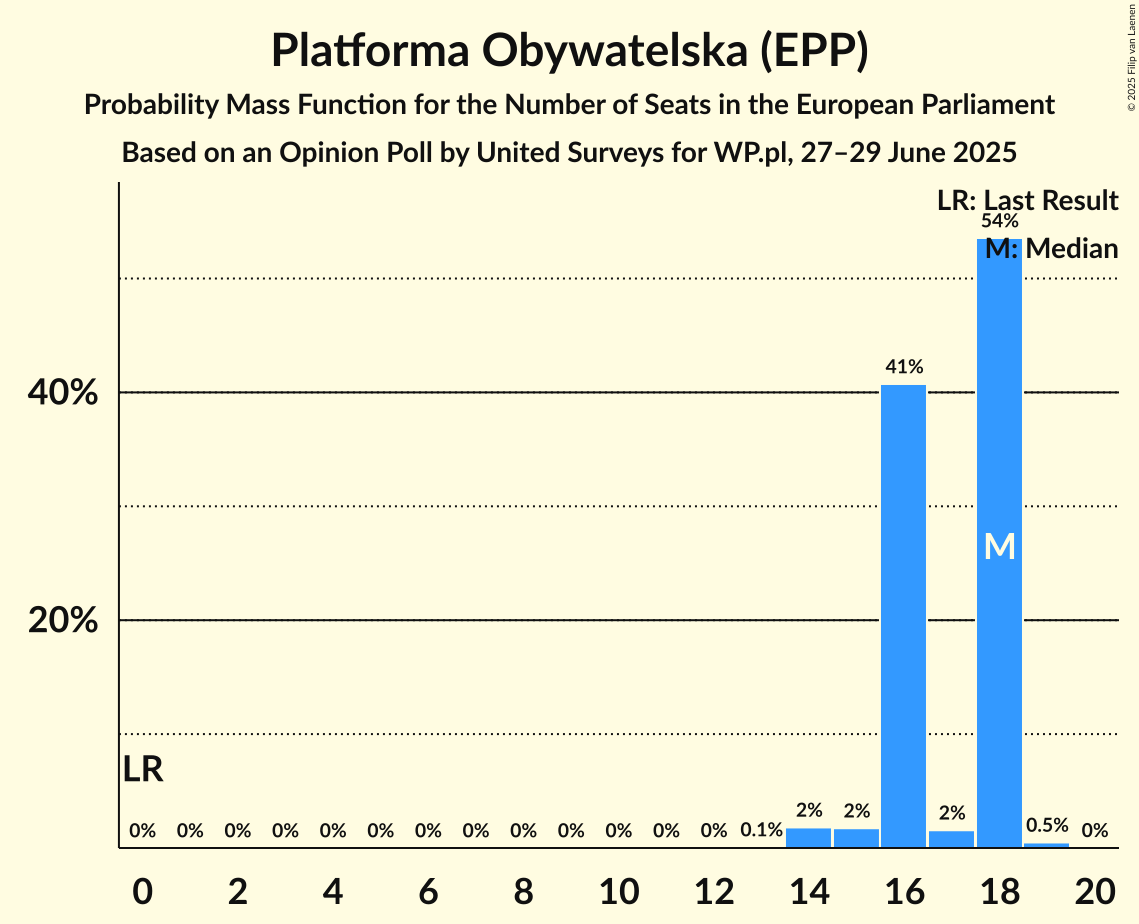 Platforma Obywatelska (EPP)
Probability Mass Function for the Number of Seats in the European Parliament
Based on an Opinion Poll by United Surveys for WP.pl, 27–29 June 2025
© 2025 Filip van Laenen
LR: Last Result
M: Median
54%
41%
40%
M
20%
LR
0% 0% 0% 0% 0% 0% 0% 0% 0% 0% 0% 0% 0% 0.1% 2% 2% 2% 0.5% 0%
0 2 4 6 8 10 12 14 16 18 20